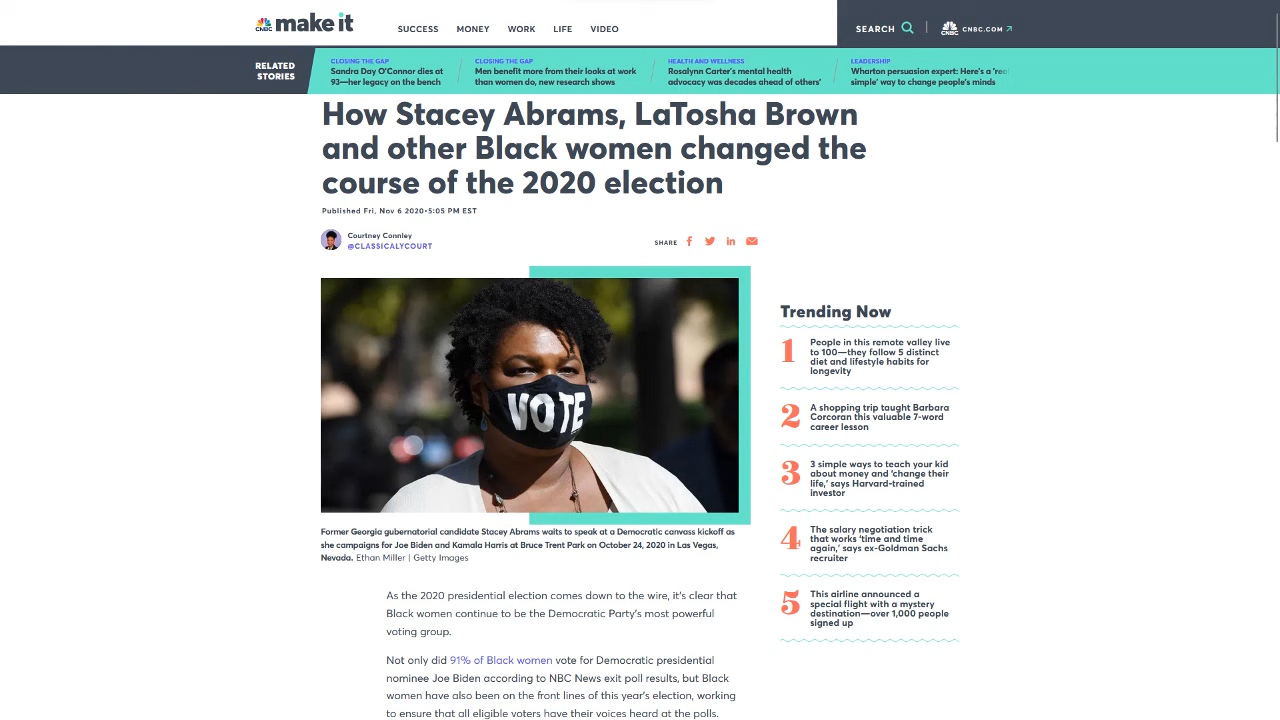 CNBC make it
SUCCESS MONEY WORK LIFE VIDEO
SEARCH | CNBC CNBC.COM ↗
RELATED
STORIES
CLOSING THE GAP
Sandra Day O'Connor dies at
93—her legacy on the bench
CLOSING THE GAP
Men benefit more from their looks at work
than women do, new research shows
HEALTH AND WELLNESS
Rosalynn Carter's mental health
advocacy was decades ahead of others'
LEADERSHIP
Wharton persuasion expert: Here's a 'rec
simple' way to change people's minds
How Stacey Abrams, LaTosha Brown
and other Black women changed the
course of the 2020 election
Published Fri, Nov 6 2020•5:05 PM EST
Courtney Connley
@CLASSICALYCOURT
SHARE
VOTE
Former Georgia gubernatorial candidate Stacey Abrams waits to speak at a Democratic canvass kickoff as
she campaigns for Joe Biden and Kamala Harris at Bruce Trent Park on October 24, 2020 in Las Vegas,
Nevada. Ethan Miller | Getty Images
As the 2020 presidential election comes down to the wire, it's clear that
Black women continue to be the Democratic Party's most powerful
voting group.
Not only did 91% of Black women vote for Democratic presidential
nominee Joe Biden according to NBC News exit poll results, but Black
women have also been on the front lines of this year's election, working
to ensure that all eligible voters have their voices heard at the polls.
Trending Now
1
People in this remote valley live
to 100—they follow 5 distinct
diet and lifestyle habits for
longevity
2
A shopping trip taught Barbara
Corcoran this valuable 7-word
career lesson
3
3 simple ways to teach your kid
about money and 'change their
life,' says Harvard-trained
investor
4
The salary negotiation trick
that works 'time and time
again,' says ex-Goldman Sachs
recruiter
5
This airline announced a
special flight with a mystery
destination—over 1,000 people
signed up